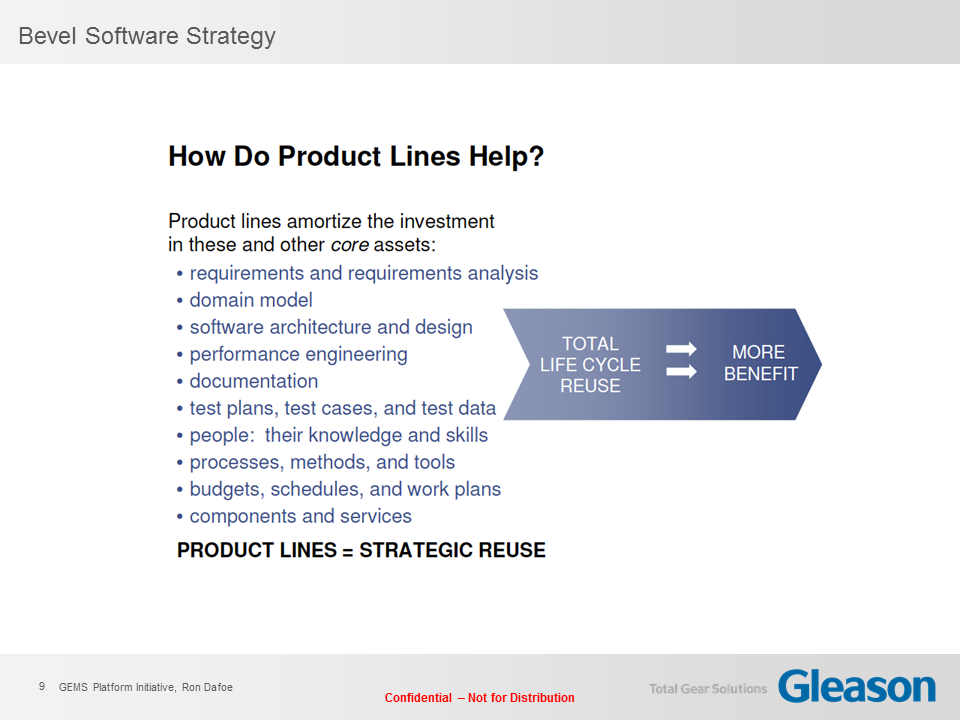 Bevel Software Strategy
How Do Product Lines Help?
Product lines amortize the investment
in these and other core assets:
• requirements and requirements analysis
• domain model
• software architecture and design
• performance engineering
• documentation
• test plans, test cases, and test data
• people: their knowledge and skills
• processes, methods, and tools
• budgets, schedules, and work plans
• components and services
PRODUCT LINES = STRATEGIC REUSE
TOTAL
LIFE CYCLE
REUSE
MORE
BENEFIT
9 GEMS Platform Initiative, Ron Dafoe
Confidential – Not for Distribution
Total Gear Solutions Gleason